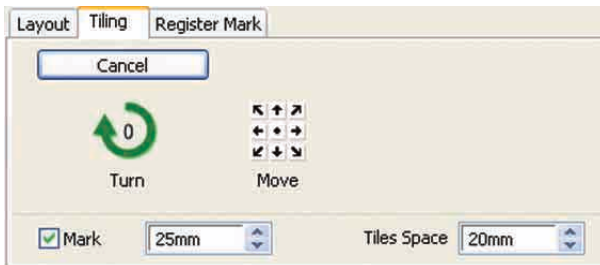 Layout Tiling Register Mark
Cancel
0
Turn Move
Mark 25mm Tiles Space 20mm